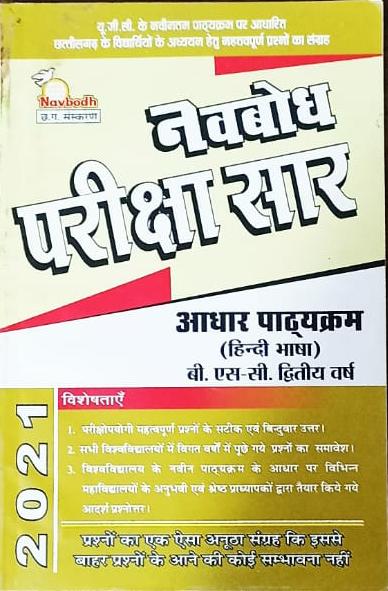 यू.जी.सी. के नवीनतम पाठ्यक्रम पर आधारित
छत्तीसगढ़ के विद्यार्थियों के अध्ययन हेतु महत्वपूर्ण प्रश्नों का संग्रह
Navbodh
छ.ग. संस्करण
नवबोध
परीक्षा सार
आधार पाठ्यक्रम
(हिन्दी भाषा)
बी. एस-सी. द्वितीय वर्ष
2021
विशेषताएँ
1. परीक्षोपयोगी महत्वपूर्ण प्रश्नों के सटीक एवं बिन्दुवार उत्तर।
2. सभी विश्वविद्यालयों में विगत वर्षों में पूछे गये प्रश्नों का समावेश।
3. विश्वविद्यालय के नवीन पाठ्यक्रम के आधार पर विभिन्न
महाविद्यालयों के अनुभवी एवं श्रेष्ठ प्राध्यापकों द्वारा तैयार किये गये
आदर्श प्रश्नोत्तर।
प्रश्नों का एक ऐसा अनूठा संग्रह कि इससे
बाहर प्रश्नों के आने की कोई सम्भावना नहीं